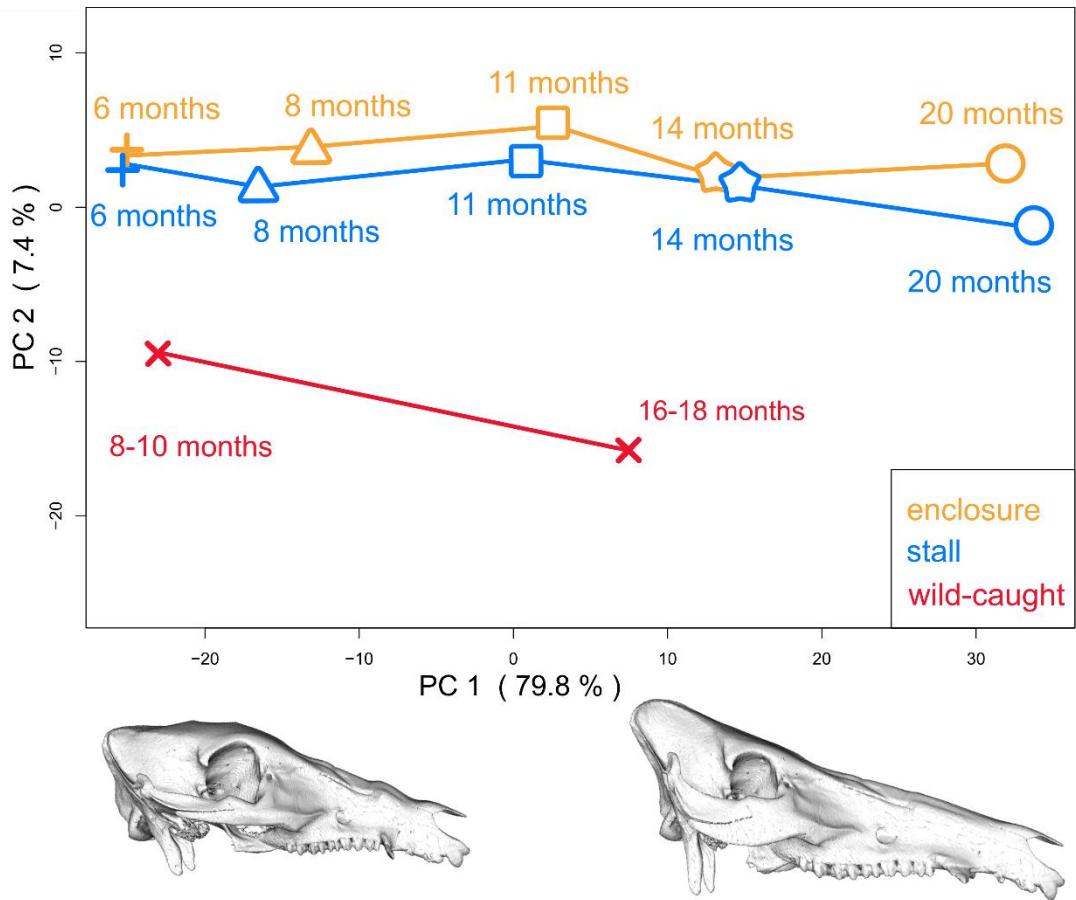 10
0
-10
-20
PC 2 ( 7.4 % )
6 months
8 months
11 months
14 months
20 months
6 months
8 months
11 months
14 months
20 months
8-10 months
16-18 months
enclosure
stall
wild-caught
-20
-10
0
10
20
30
PC 1 ( 79.8 % )